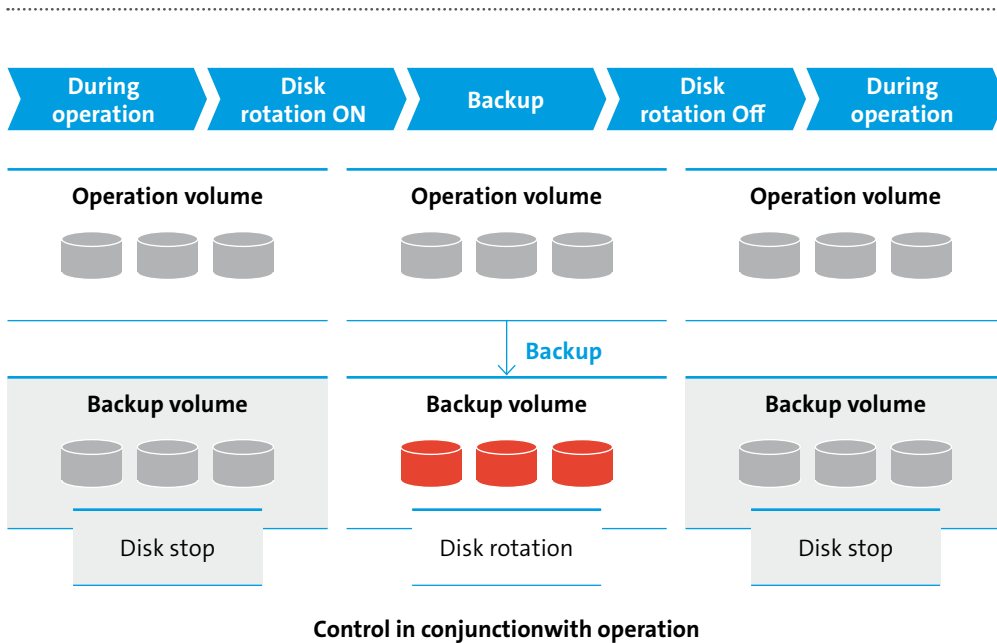 During
operation
Disk
rotation ON
Backup
Disk
rotation Off
During
operation
Operation volume
Operation volume
Operation volume
Backup
Backup volume
Backup volume
Backup volume
Disk stop
Disk rotation
Disk stop
Control in conjunctionwith operation